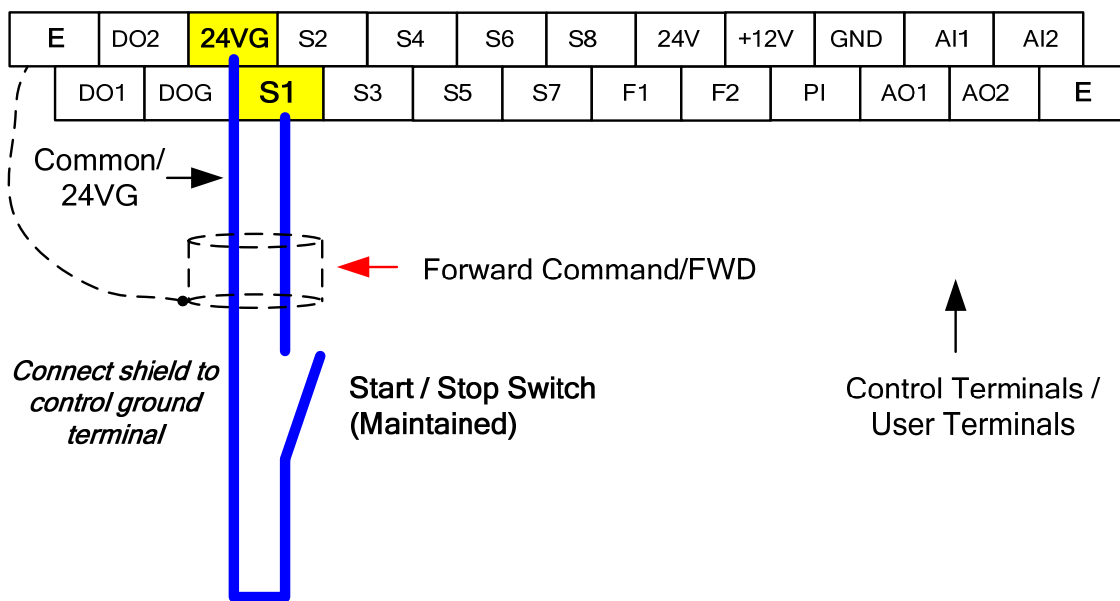 E DO2 24VG S2 S4 S6 S8 24V +12V GND AI1 AI2
DO1 DOG S1 S3 S5 S7 F1 F2 PI AO1 AO2 E
Common/
24VG
Forward Command/FWD
Connect shield to
control ground
terminal
Start / Stop Switch
(Maintained)
Control Terminals /
User Terminals